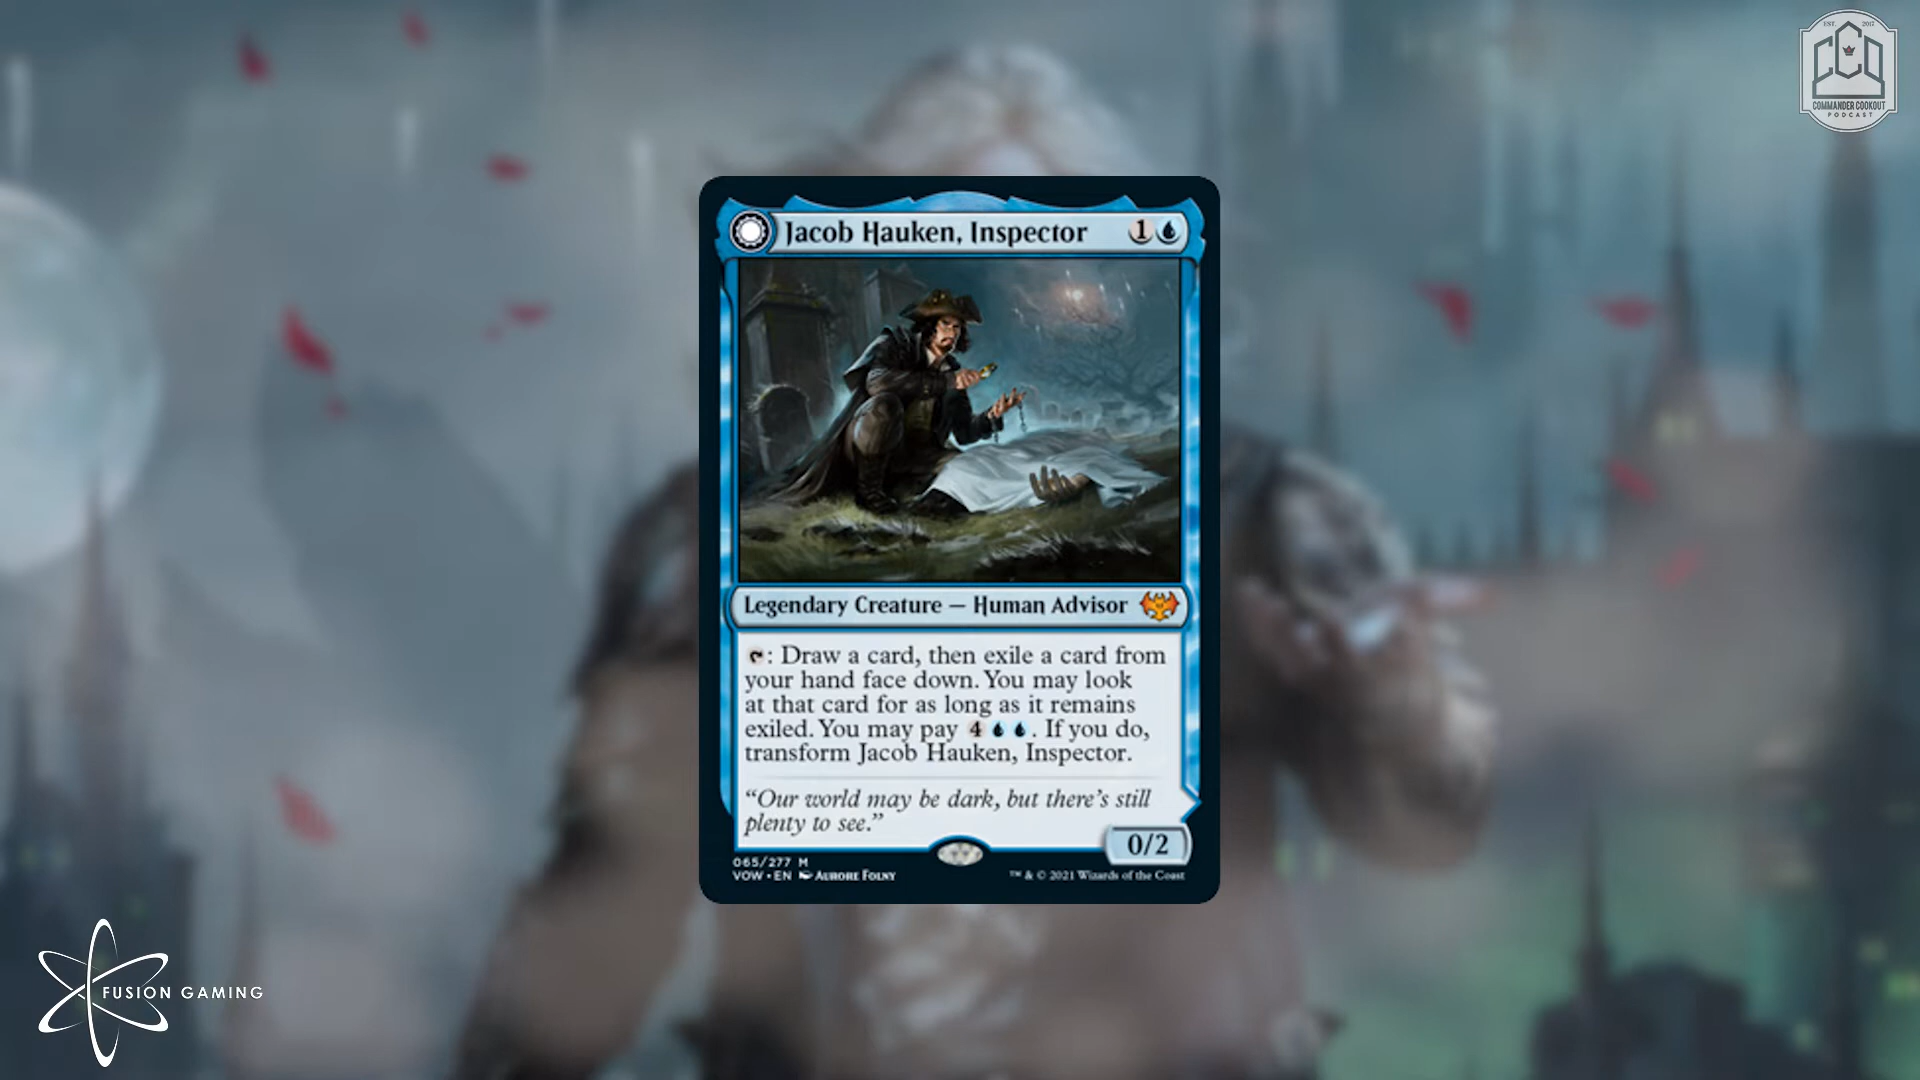 EST. 2017
CCO
COMMANDER COOKOUT
PODCAST
Jacob Hauken, Inspector 1
Legendary Creature — Human Advisor
: Draw a card, then exile a card from
your hand face down. You may look
at that card for as long as it remains
exiled. You may pay 4. If you do,
transform Jacob Hauken, Inspector.
“Our world may be dark, but there’s still
plenty to see.”
0/2
065/277 M
VOW • EN Aurore Folny
™ & © 2021 Wizards of the Coast
FUSION GAMING